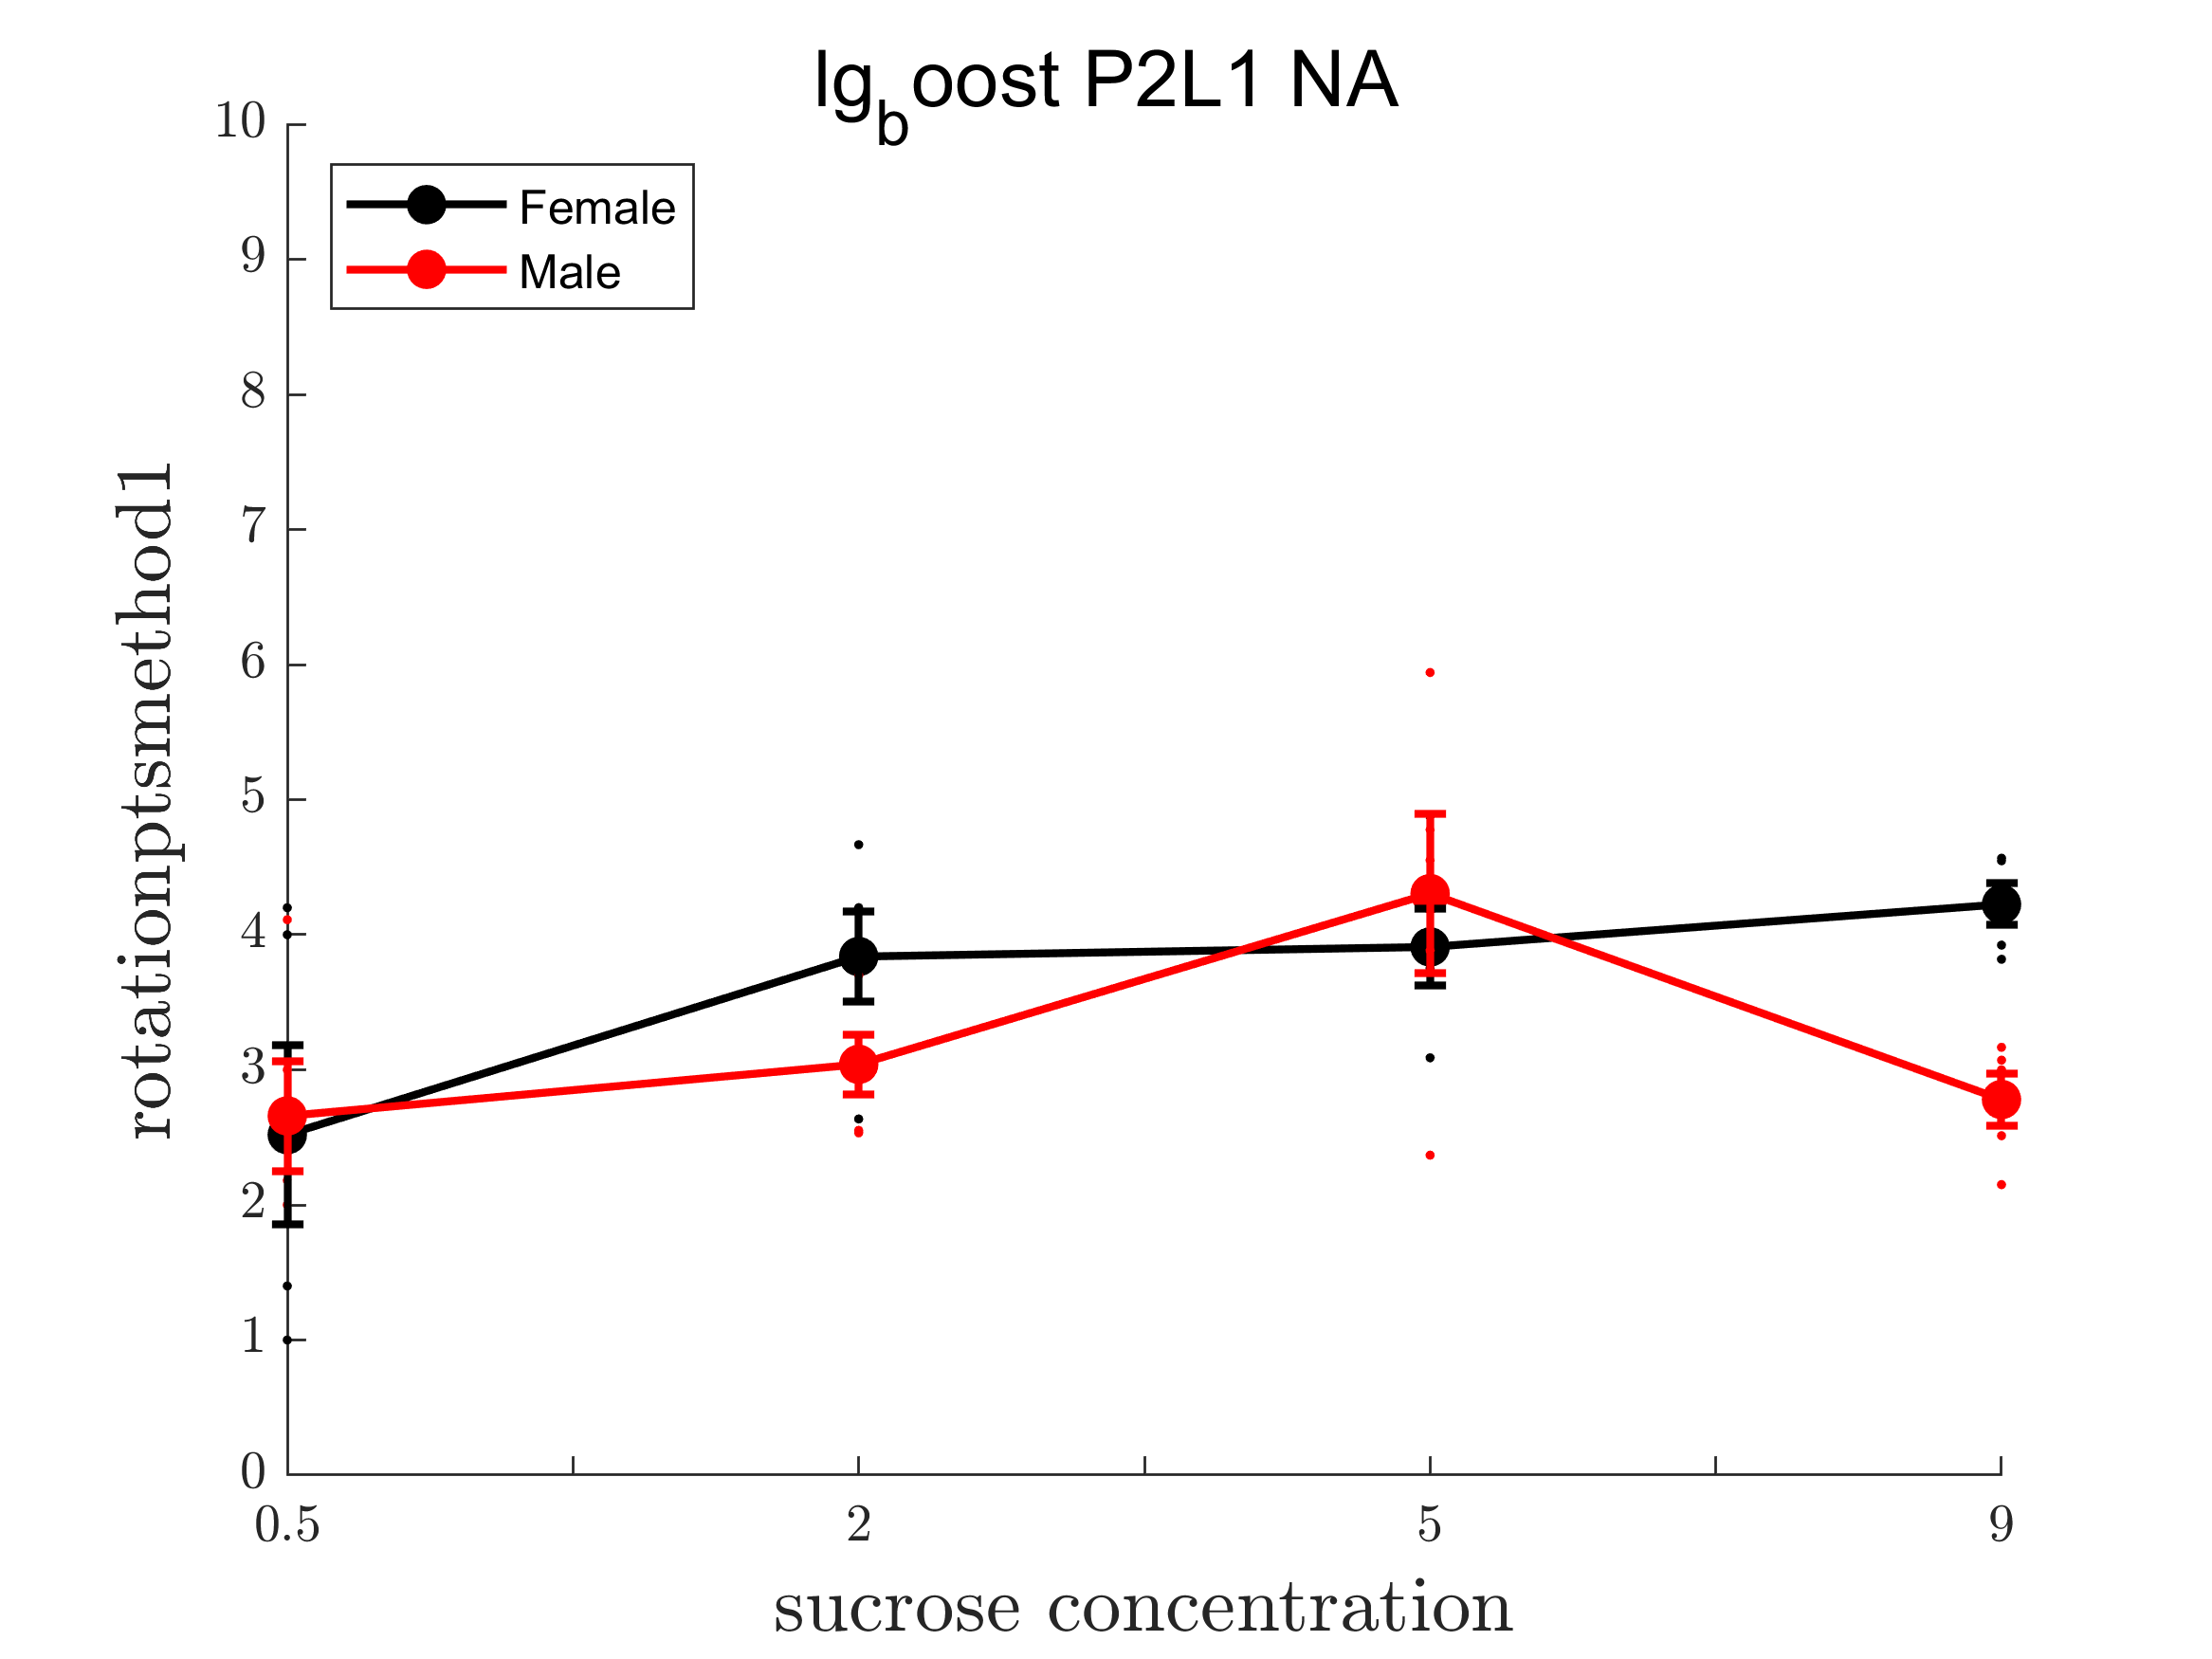 lg_boost P2L1 NA
Female
Male
rotationptsmethod1
10
9
8
7
6
5
4
3
2
1
0
0.5 2 5 9
sucrose concentration